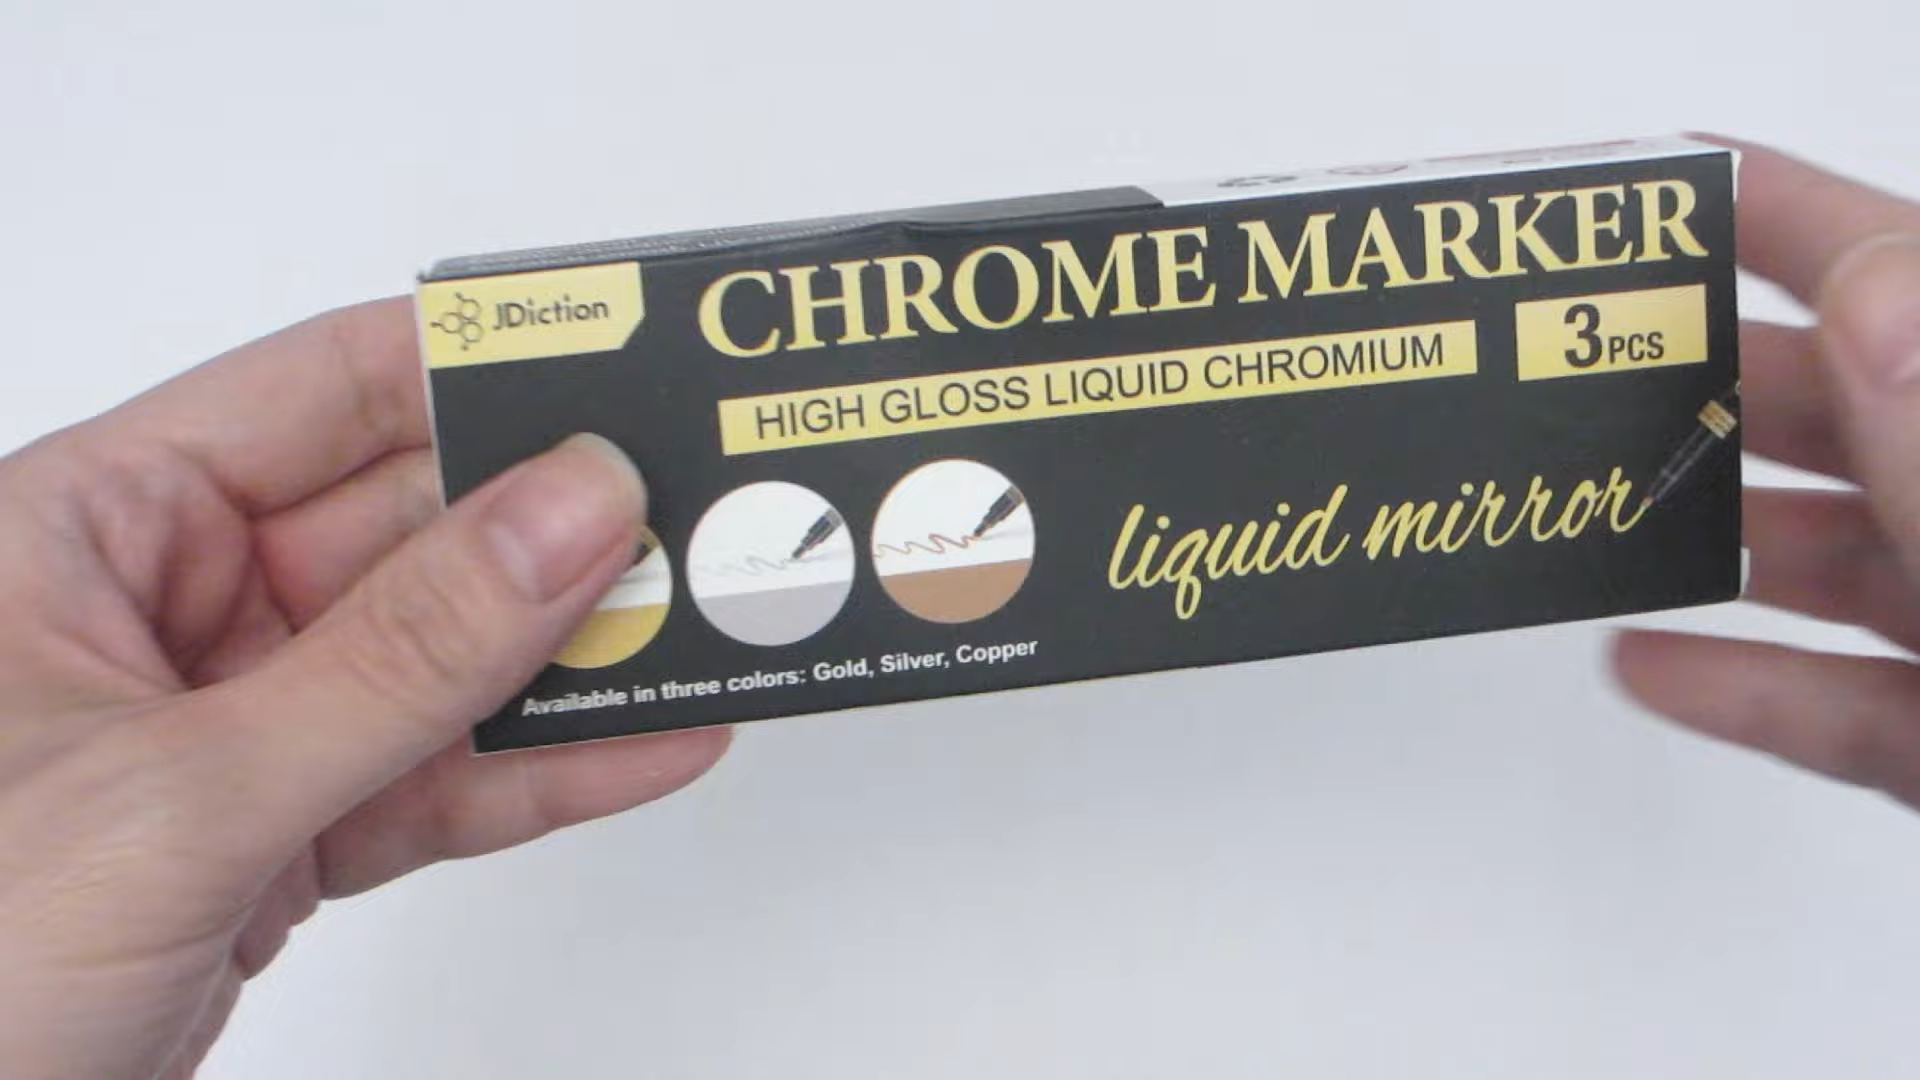 JDiction
CHROME MARKER
HIGH GLOSS LIQUID CHROMIUM
3PCS
liquid mirror
Available in three colors: Gold, Silver, Copper